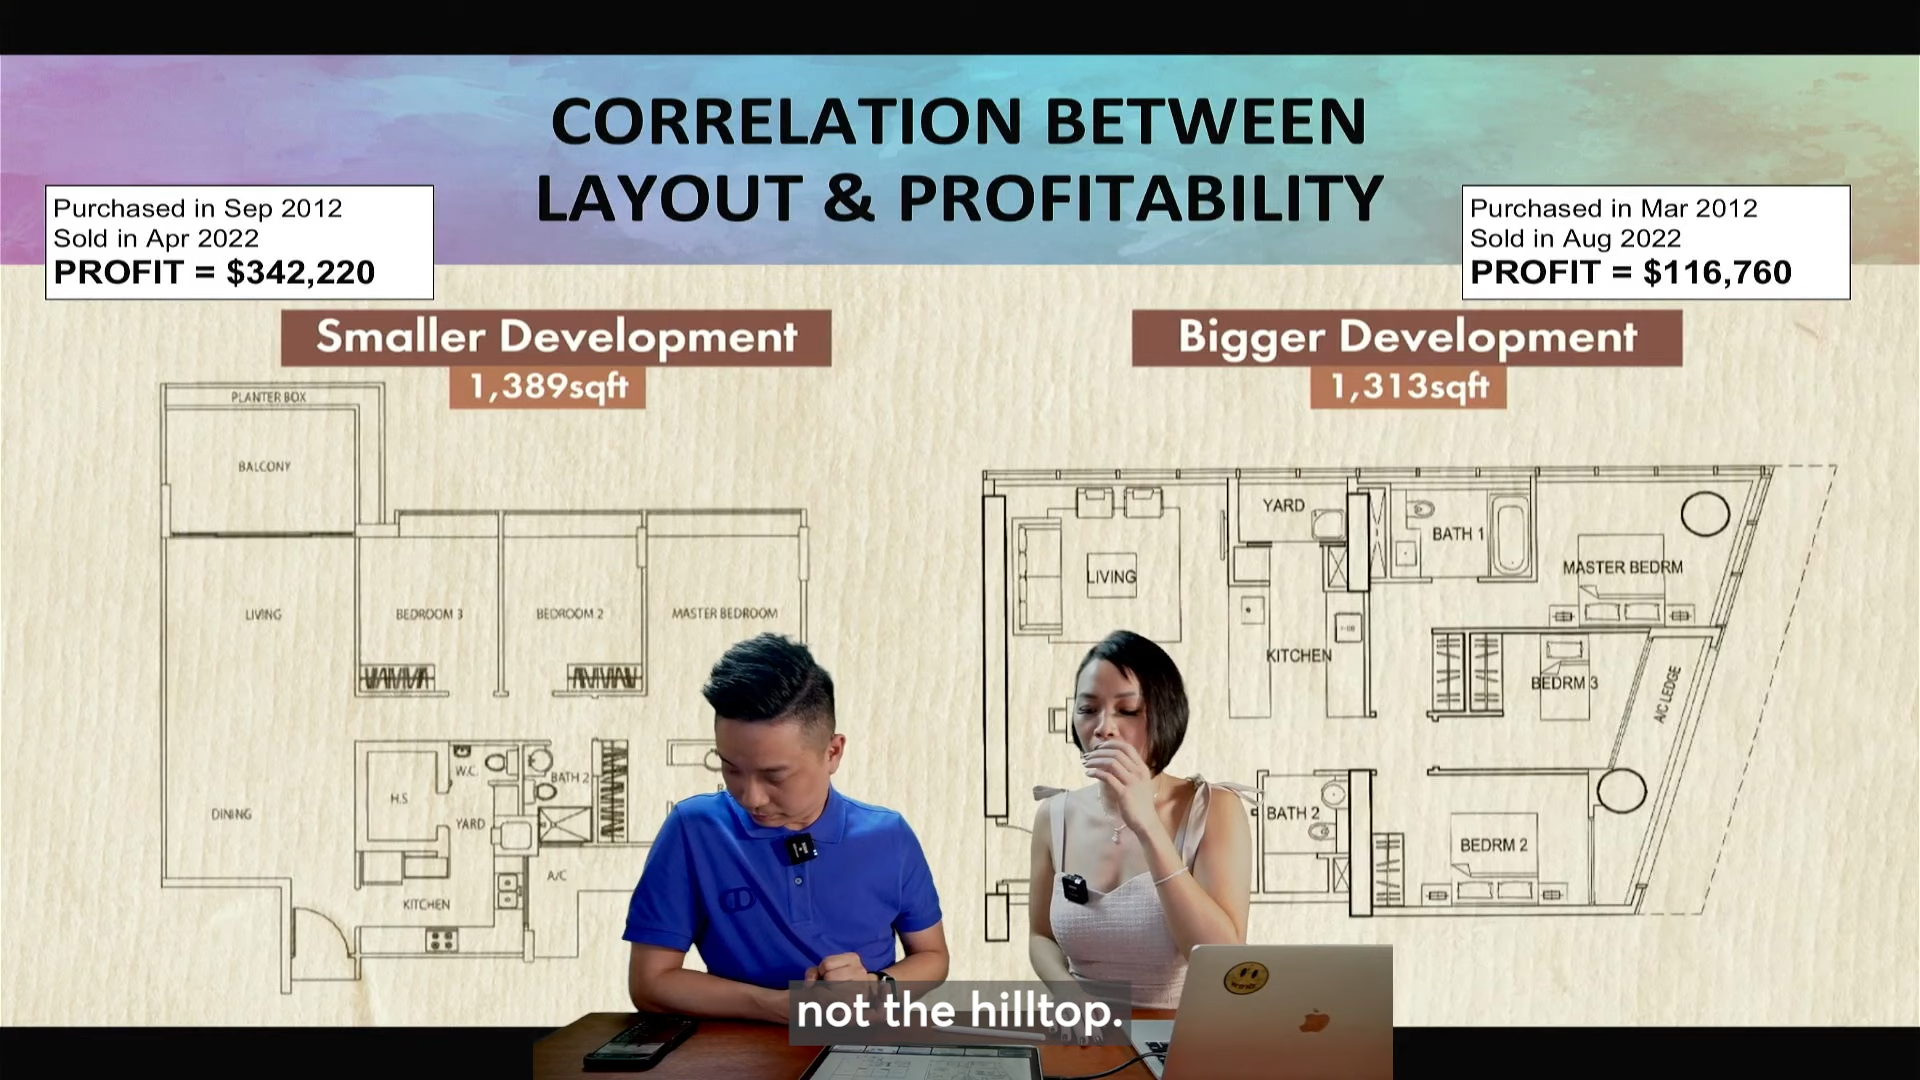 CORRELATION BETWEEN
LAYOUT & PROFITABILITY
Purchased in Sep 2012
Sold in Apr 2022
PROFIT = $342,220
Purchased in Mar 2012
Sold in Aug 2022
PROFIT = $116,760
Smaller Development
1,389sqft
Bigger Development
1,313sqft
PLANTER BOX
BALCONY
LIVING
BEDROOM 3
BEDROOM 2
MASTER BEDROOM
DINING
H.S
W.C.
YARD
BATH 2
A/C
KITCHEN
YARD
BATH 1
MASTER BEDRM
LIVING
KITCHEN
BEDRM 3
A/C LEDGE
BATH 2
BEDRM 2
not the hilltop.